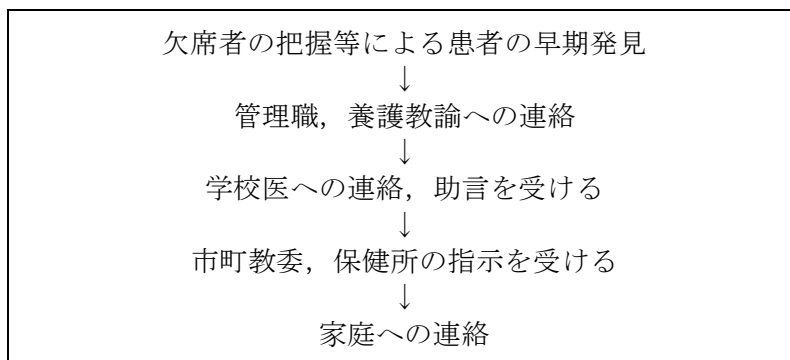 欠席者の把握等による患者の早期発見
↓
管理職，養護教諭への連絡
↓
学校医への連絡，助言を受ける
↓
市町教委，保健所の指示を受ける
↓
家庭への連絡